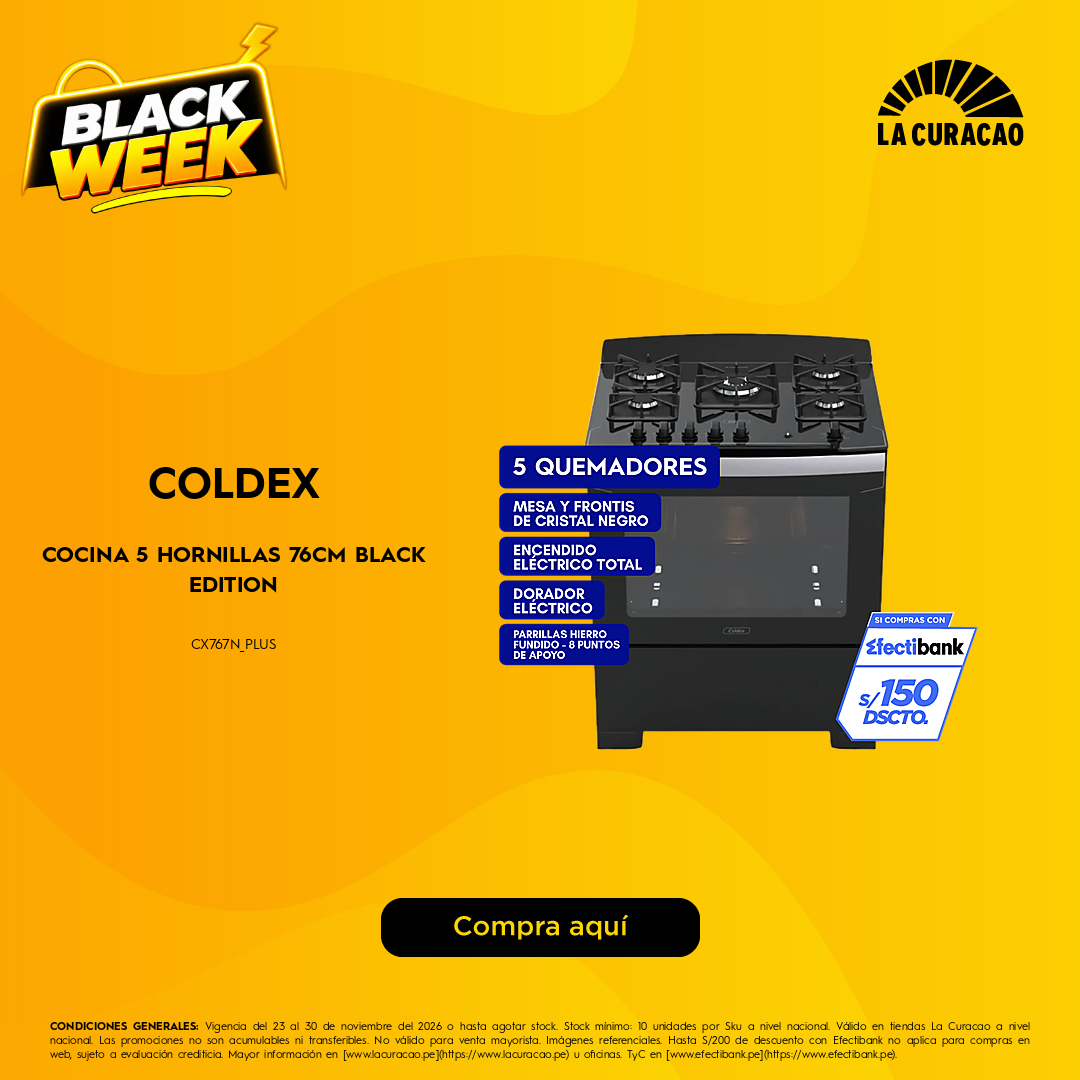 BLACK
WEEK
LA CURACAO
COLDEX
COCINA 5 HORNILLAS 76CM BLACK
EDITION
CX767N_PLUS
5 QUEMADORES
MESA Y FRONTIS
DE CRISTAL NEGRO
ENCENDIDO
ELÉCTRICO TOTAL
DORADOR
ELÉCTRICO
PARRILLAS HIERRO
FUNDIDO - 8 PUNTOS
DE APOYO
Coldex
SI COMPRAS CON
Efectibank
S/150
DSCTO.
Compra aquí
CONDICIONES GENERALES: Vigencia del 23 al 30 de noviembre del 2026 o hasta agotar stock. Stock mínimo: 10 unidades por Sku a nivel nacional. Válido en tiendas La Curacao a nivel
nacional. Las promociones no son acumulables ni transferibles. No válido para venta mayorista. Imágenes referenciales. Hasta S/200 de descuento con Efectibank no aplica para compras en
web, sujeto a evaluación crediticia. Mayor información en [www.lacuracao.pe](https://www.lacuracao.pe) u oficinas. TyC en [www.efectibank.pe](https://www.efectibank.pe).